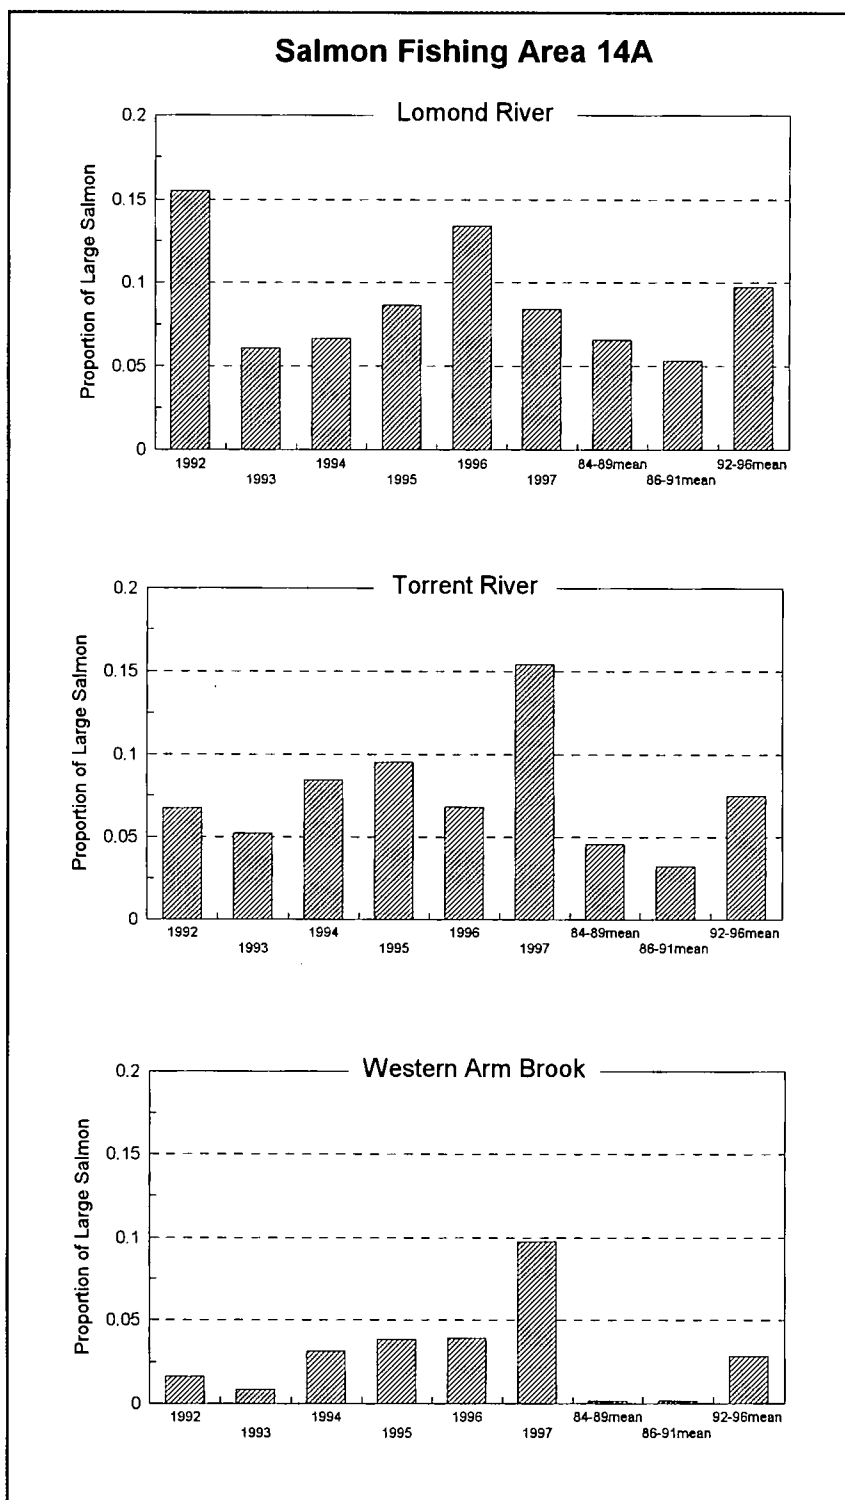 Salmon Fishing Area 14A
Lomond River
Proportion of Large Salmon
0.2
0.15
0.1
0.05
0
1992
1993
1994
1995
1996
1997
84-89mean
86-91mean
92-96mean
Torrent River
Proportion of Large Salmon
0.2
0.15
0.1
0.05
0
1992
1993
1994
1995
1996
1997
84-89mean
86-91mean
92-96mean
Western Arm Brook
Proportion of Large Salmon
0.2
0.15
0.1
0.05
0
1992
1993
1994
1995
1996
1997
84-89mean
86-91mean
92-96mean